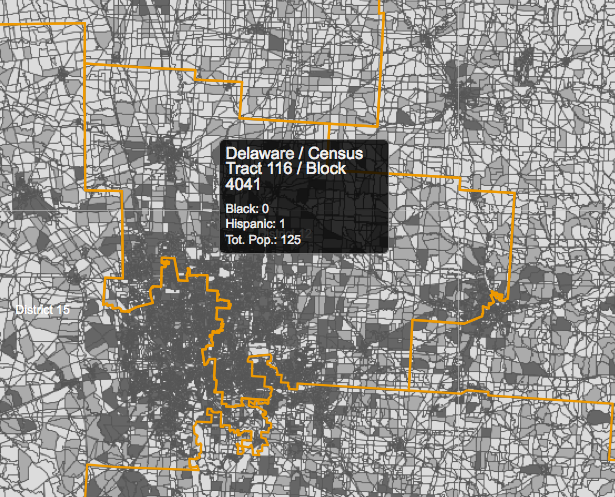 Delaware / Census
Tract 116 / Block
4041
Black: 0
Hispanic: 1
Tot. Pop.: 125
District 15